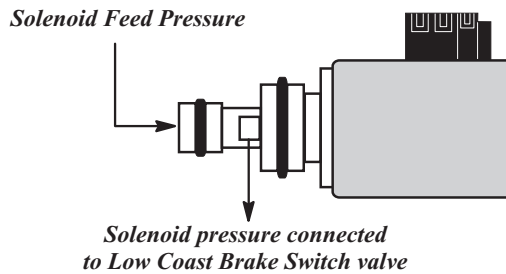 Solenoid Feed Pressure
Solenoid pressure connected
to Low Coast Brake Switch valve